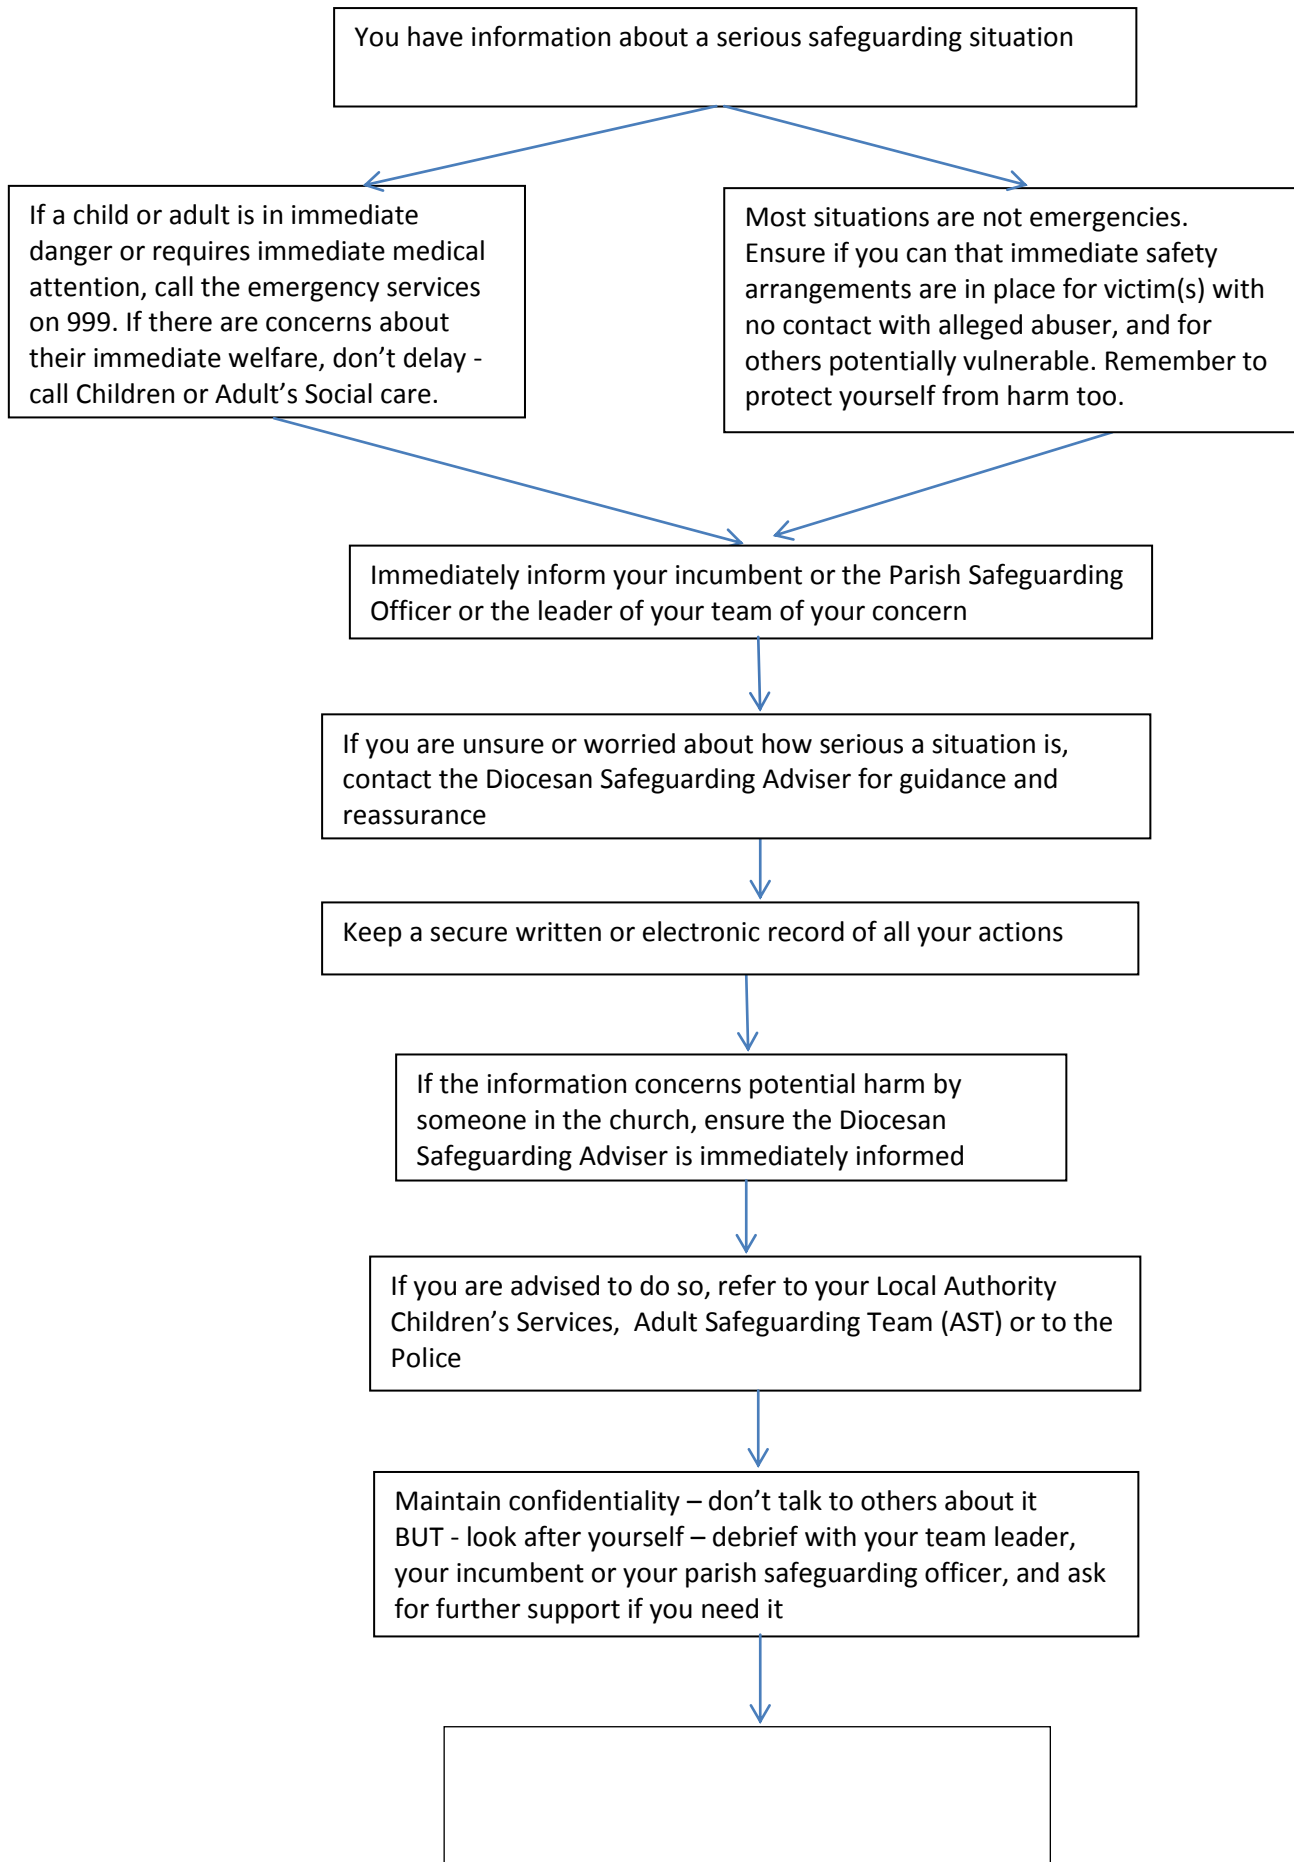 You have information about a serious safeguarding situation
If a child or adult is in immediate
danger or requires immediate medical
attention, call the emergency services
on 999. If there are concerns about
their immediate welfare, don’t delay -
call Children or Adult’s Social care.
Most situations are not emergencies.
Ensure if you can that immediate safety
arrangements are in place for victim(s) with
no contact with alleged abuser, and for
others potentially vulnerable. Remember to
protect yourself from harm too.
Immediately inform your incumbent or the Parish Safeguarding
Officer or the leader of your team of your concern
If you are unsure or worried about how serious a situation is,
contact the Diocesan Safeguarding Adviser for guidance and
reassurance
Keep a secure written or electronic record of all your actions
If the information concerns potential harm by
someone in the church, ensure the Diocesan
Safeguarding Adviser is immediately informed
If you are advised to do so, refer to your Local Authority
Children’s Services,  Adult Safeguarding Team (AST) or to the
Police
Maintain confidentiality – don’t talk to others about it
BUT - look after yourself – debrief with your team leader,
your incumbent or your parish safeguarding officer, and ask
for further support if you need it